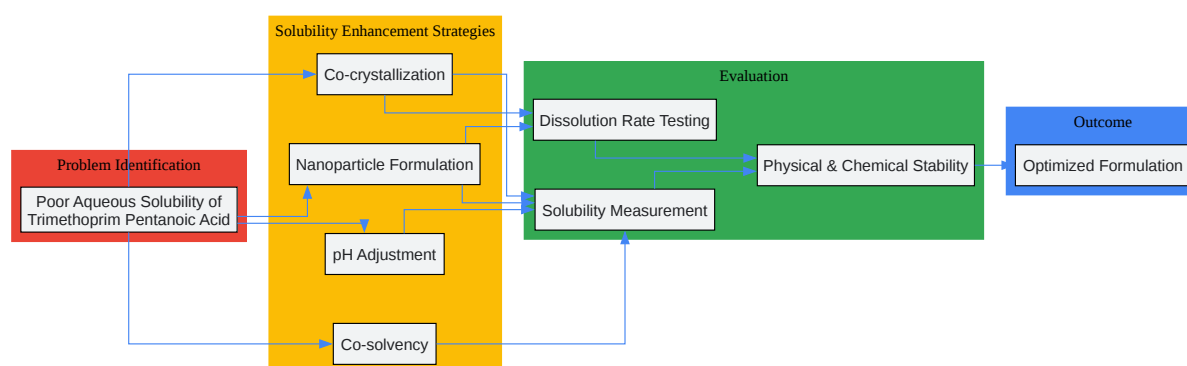 Problem Identification
Poor Aqueous Solubility of
Trimethoprim Pentanoic Acid
Solubility Enhancement Strategies
Co-crystallization
Nanoparticle Formulation
pH Adjustment
Co-solvency
Evaluation
Dissolution Rate Testing
Solubility Measurement
Physical & Chemical Stability
Outcome
Optimized Formulation